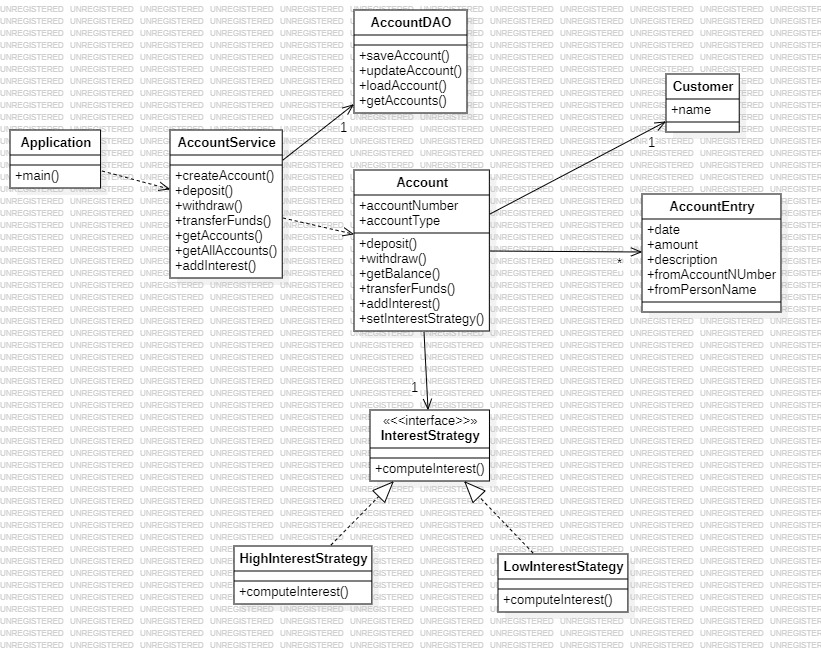 AccountDAO
+saveAccount()
+updateAccount()
+loadAccount()
+getAccounts()
1
Customer
+name
1
Application
+main()
AccountService
+createAccount()
+deposit()
+withdraw()
+transferFunds()
+getAccounts()
+getAllAccounts()
+addInterest()
Account
+accountNumber
+accountType
+deposit()
+withdraw()
+getBalance()
+transferFunds()
+addInterest()
+setInterestStrategy()
AccountEntry
+date
+amount
+description
+fromAccountNUmber
+fromPersonName
*
1
«<<interface>>»
InterestStrategy
+computeInterest()
HighInterestStrategy
+computeInterest()
LowInterestStategy
+computeInterest()
UNREGISTERED